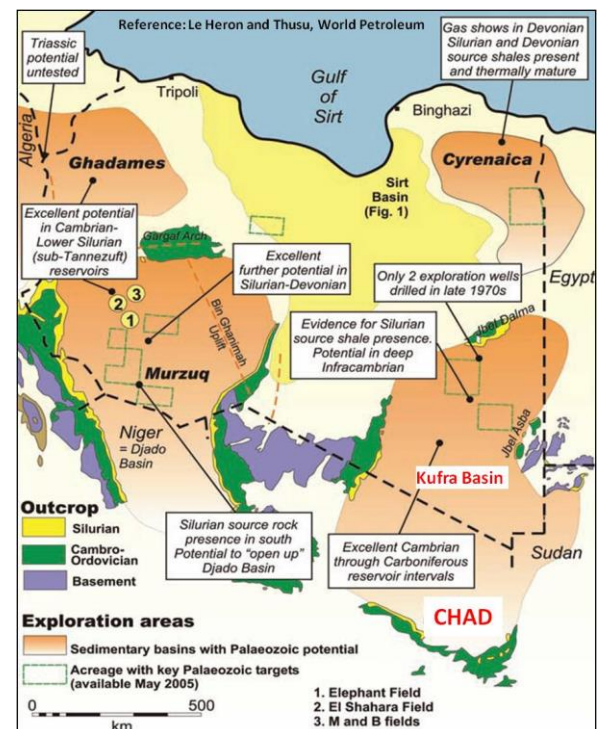 Reference: Le Heron and Thusu, World Petroleum
Triassic
potential
untested
Gas shows in Devonian
Silurian and Devonian
source shales present
and thermally mature
Tripoli
Gulf
of
Sirt
Binghazi
Algeria
Ghadames
Cyrenaica
Sirt
Basin
(Fig. 1)
Excellent potential
in Cambrian-
Lower Silurian
(sub-Tannezuft)
reservoirs
Gargaf Arch
Excellent
further potential in
Silurian-Devonian
Only 2 exploration wells
drilled in late 1970s
Egypt
2
3
1
Bin Ghanimah
Uplift
Jbel Dalma
Evidence for Silurian
source shale presence.
Potential in deep
Infracambrian
Murzuq
Jbel Asba
Niger
= Djado
Basin
Kufra Basin
Outcrop
Silurian
Cambro-
Ordovician
Basement
Silurian source rock
presence in south
Potential to "open up"
Djado Basin
Excellent Cambrian
through Carboniferous
reservoir intervals
Sudan
CHAD
Exploration areas
Sedimentary basins with Palaeozoic potential
Acreage with key Palaeozoic targets
(available May 2005)
0
500
km
1. Elephant Field
2. El Shahara Field
3. M and B fields